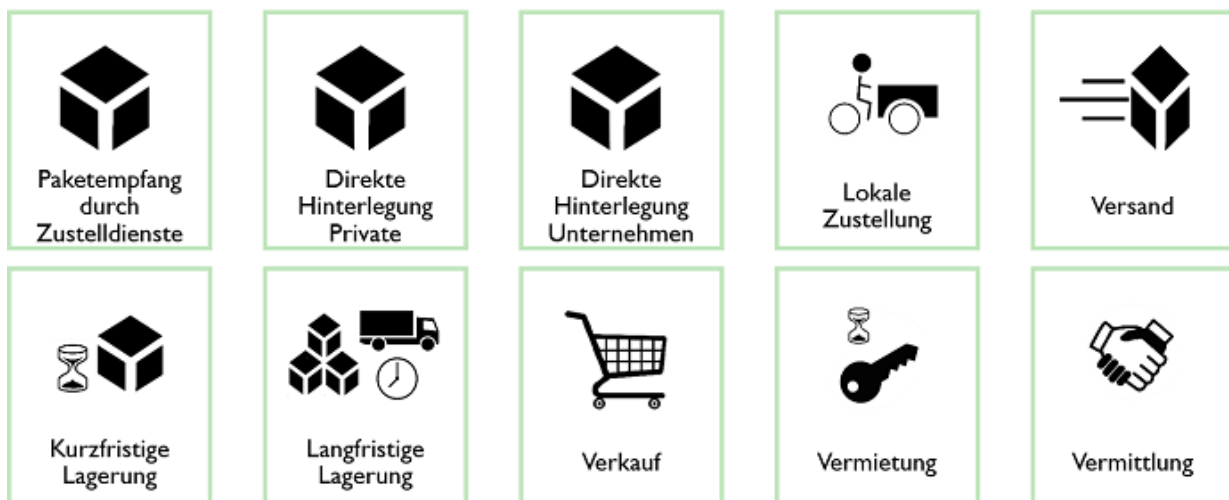 Paketempfang
durch
Zustelldienste
Direkte
Hinterlegung
Private
Direkte
Hinterlegung
Unternehmen
Lokale
Zustellung
Versand
Kurzfristige
Lagerung
Langfristige
Lagerung
Verkauf
Vermietung
Vermittlung